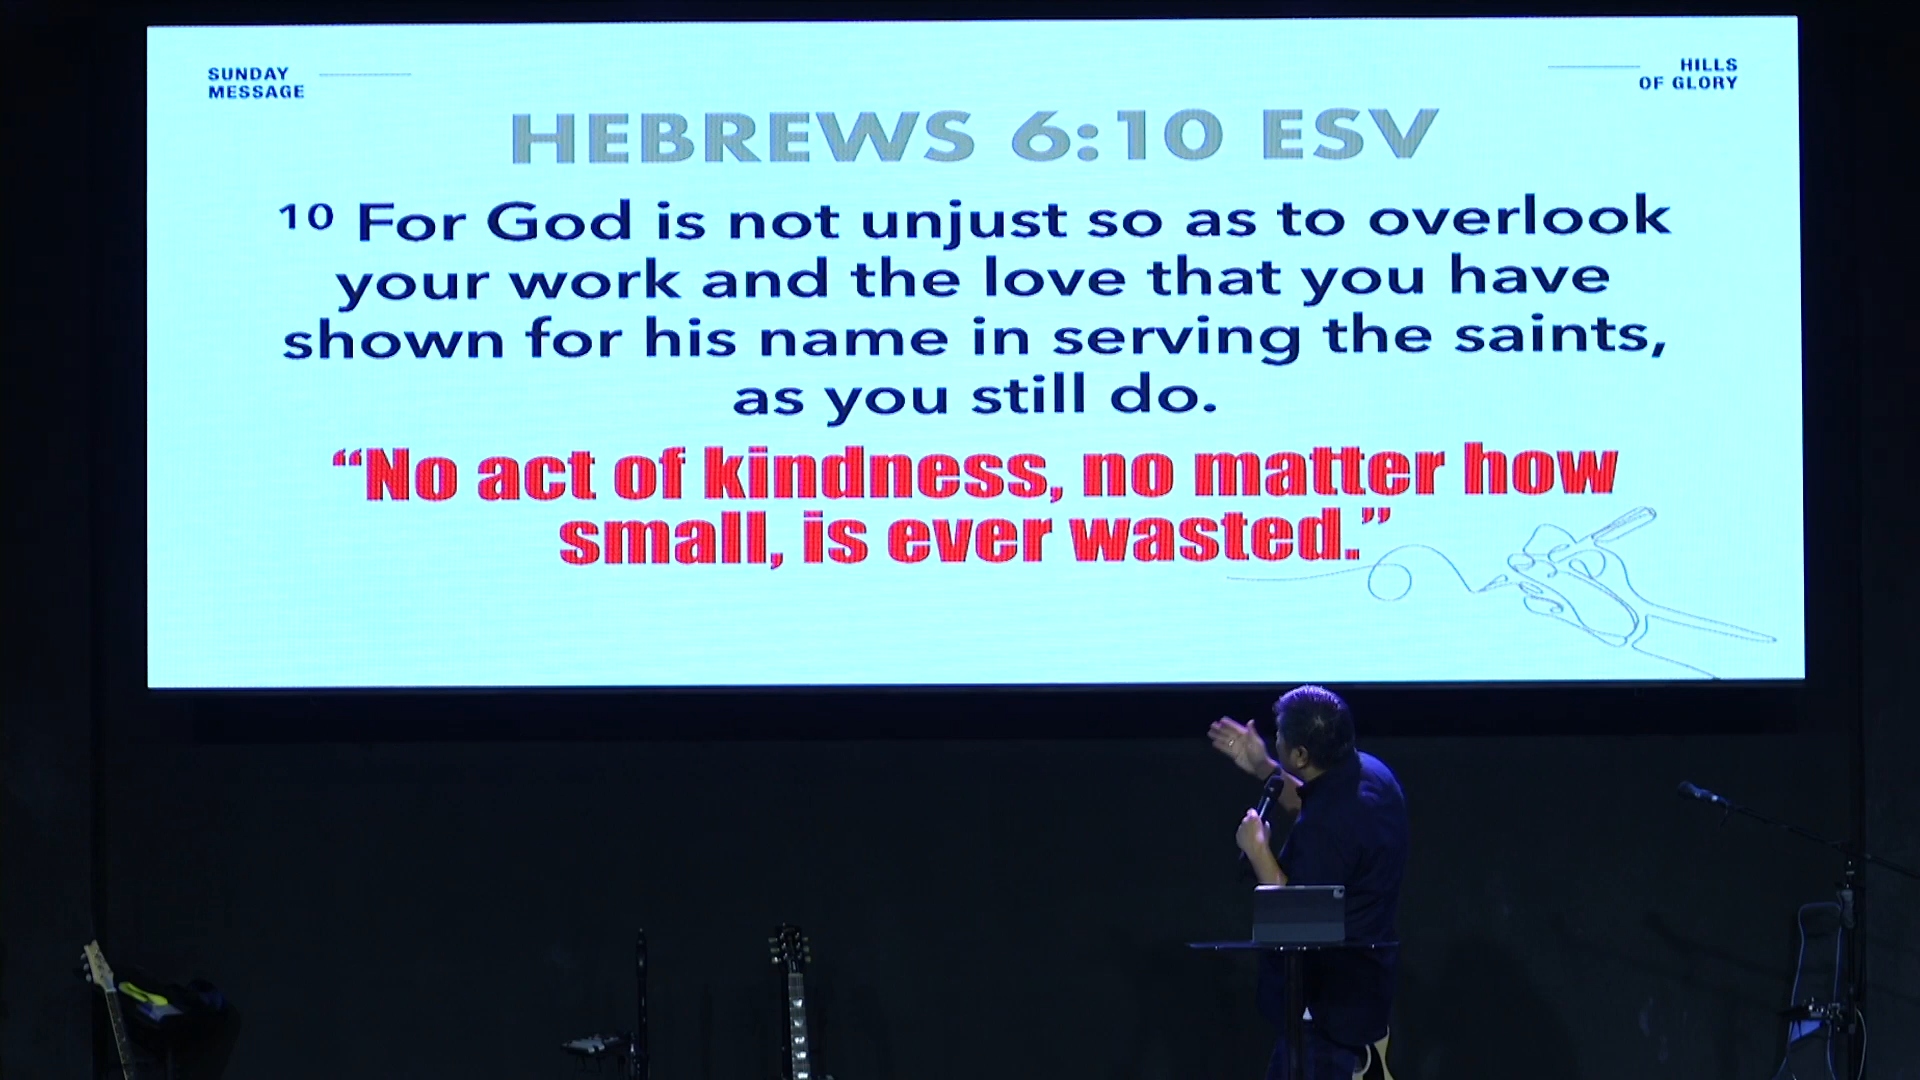 SUNDAY
MESSAGE
HILLS
OF GLORY
HEBREWS 6:10 ESV
10 For God is not unjust so as to overlook
your work and the love that you have
shown for his name in serving the saints,
as you still do.
“No act of kindness, no matter how
small, is ever wasted.”